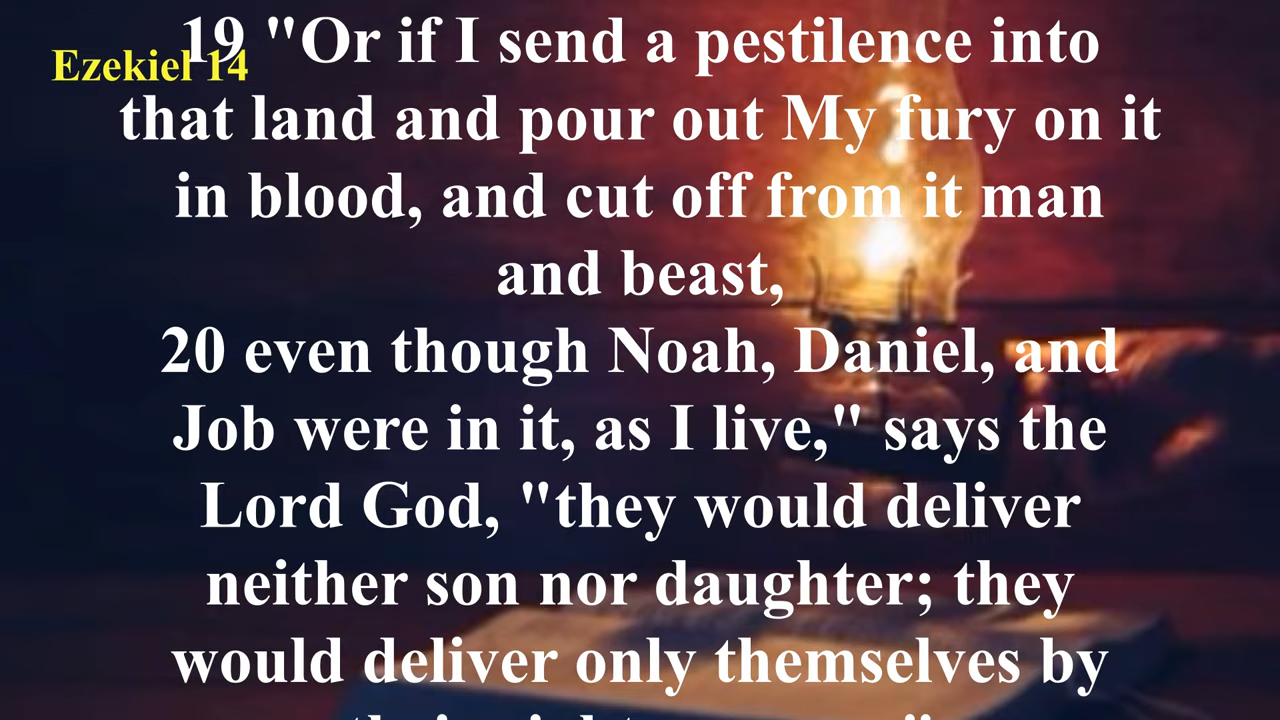 Ezekiel 14
19 "Or if I send a pestilence into
that land and pour out My fury on it
in blood, and cut off from it man
and beast,
20 even though Noah, Daniel, and
Job were in it, as I live," says the
Lord God, "they would deliver
neither son nor daughter; they
would deliver only themselves by